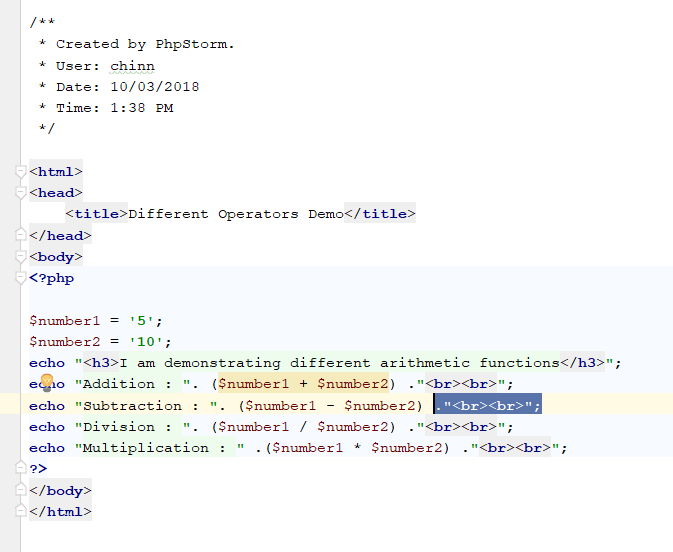 /**
 * Created by PhpStorm.
 * User: chinn
 * Date: 10/03/2018
 * Time: 1:38 PM
 */
<html>
<head>
    <title>Different Operators Demo</title>
</head>
<body>
<?php
$number1 = '5';
$number2 = '10';
echo "<h3>I am demonstrating different arithmetic functions</h3>";
echo "Addition : ". ($number1 + $number2) ."<br><br>";
echo "Subtraction : ". ($number1 - $number2) ."<br><br>";
echo "Division : ". ($number1 / $number2) ."<br><br>";
echo "Multiplication : " .($number1 * $number2) ."<br><br>";
?>
</body>
</html>